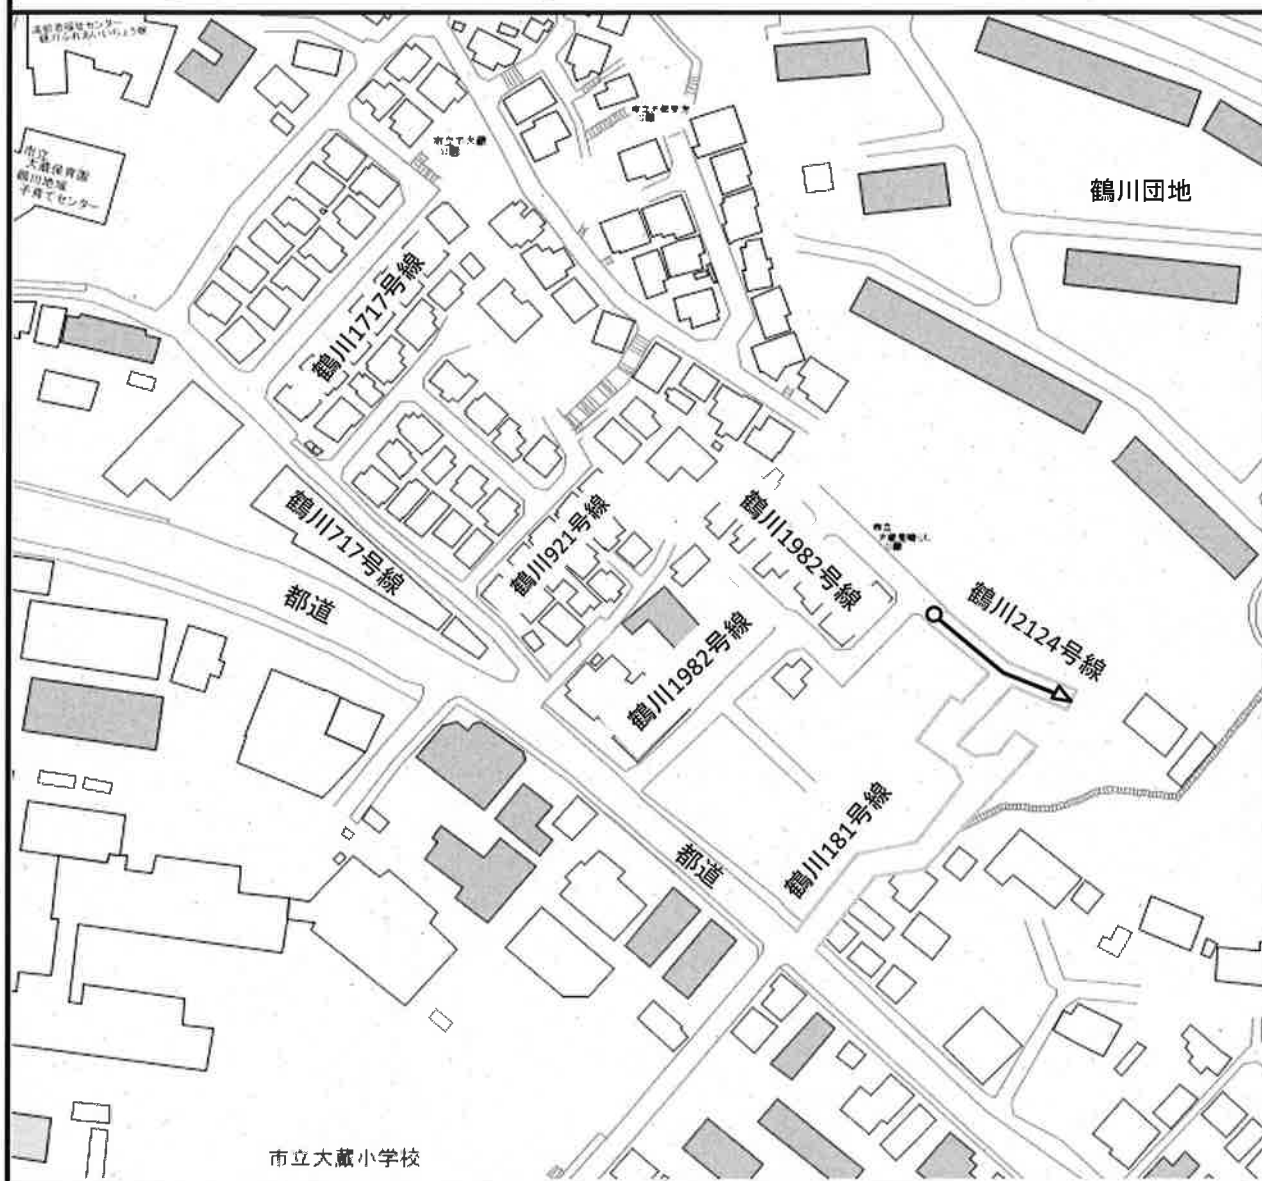 市立
大蔵保育園
鶴川地域
子育てセンター
鶴川団地
鶴川1717号線
鶴川717号線
鶴川921号線
鶴川1982号線
市立
都道
鶴川2124号線
鶴川1982号線
都道
鶴川181号線
市立大蔵小学校